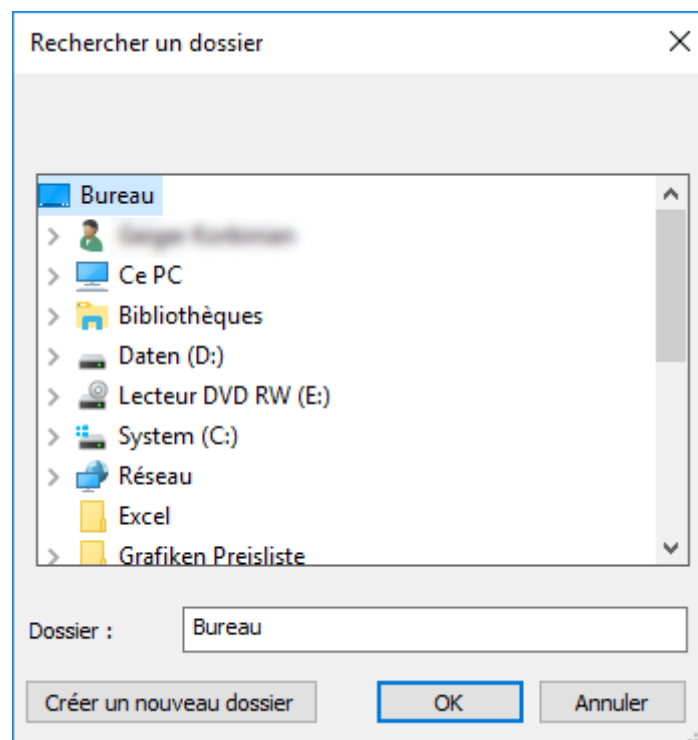 Rechercher un dossier
Bureau
Ce PC
Bibliothèques
Daten (D:)
Lecteur DVD RW (E:)
System (C:)
Réseau
Excel
Grafiken Preisliste
Dossier : Bureau
Créer un nouveau dossier OK Annuler